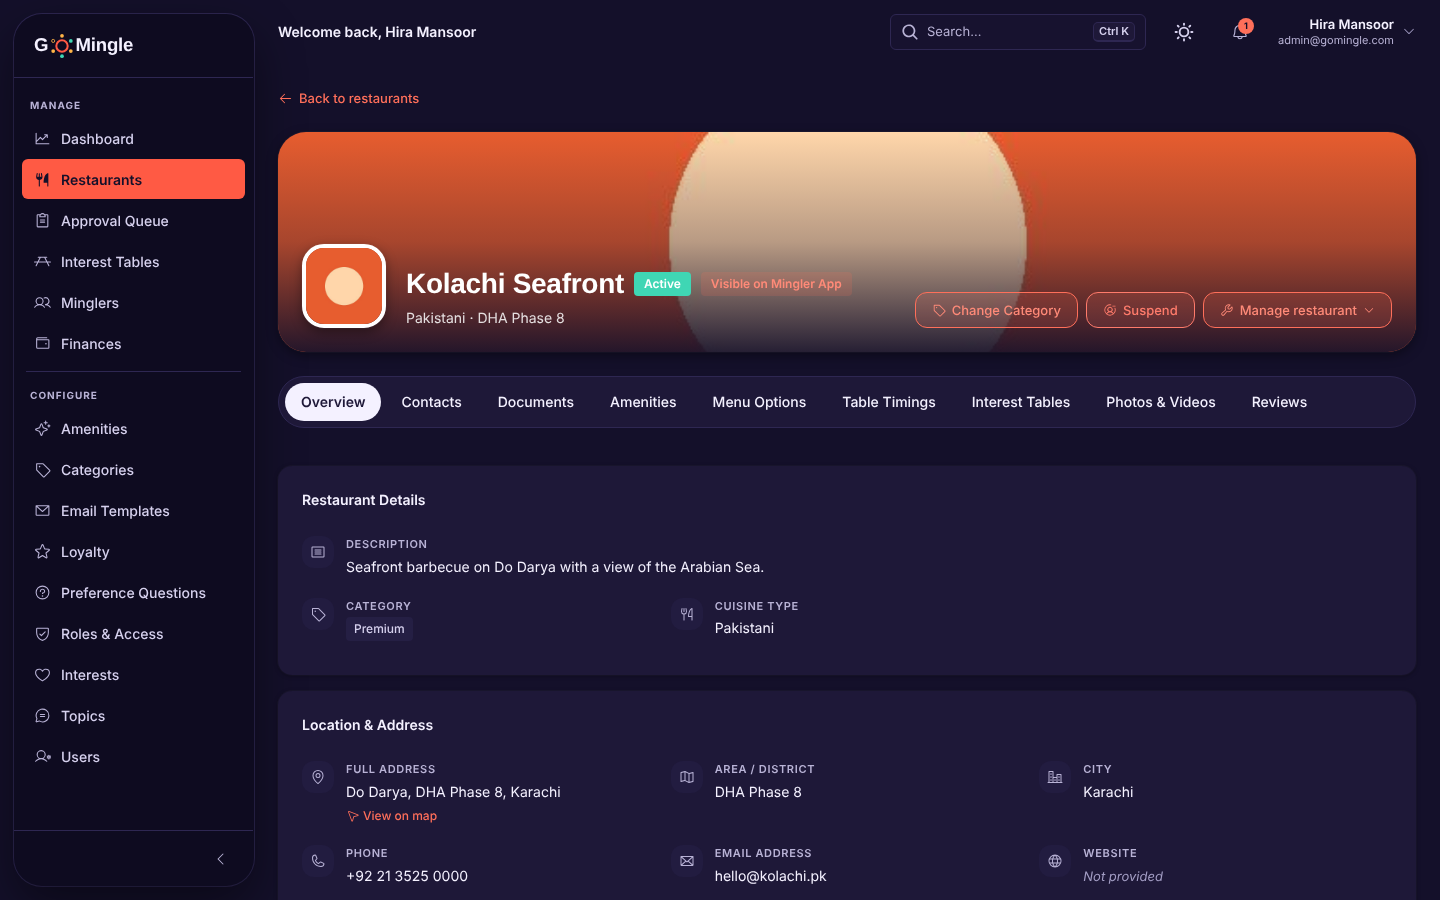 G Mingle
Welcome back, Hira Mansoor
Search...
Ctrl K
1
Hira Mansoor
admin@gomingle.com
MANAGE
Dashboard
Restaurants
Approval Queue
Interest Tables
Minglers
Finances
CONFIGURE
Amenities
Categories
Email Templates
Loyalty
Preference Questions
Roles & Access
Interests
Topics
Users
Back to restaurants
Kolachi Seafront
Active
Visible on Mingler App
Pakistani · DHA Phase 8
Change Category
Suspend
Manage restaurant
Overview Contacts Documents Amenities Menu Options Table Timings Interest Tables Photos & Videos Reviews
Restaurant Details
DESCRIPTION
Seafront barbecue on Do Darya with a view of the Arabian Sea.
CATEGORY
Premium
CUISINE TYPE
Pakistani
Location & Address
FULL ADDRESS
Do Darya, DHA Phase 8, Karachi
View on map
AREA / DISTRICT
DHA Phase 8
CITY
Karachi
PHONE
+92 21 3525 0000
EMAIL ADDRESS
hello@kolachi.pk
WEBSITE
Not provided